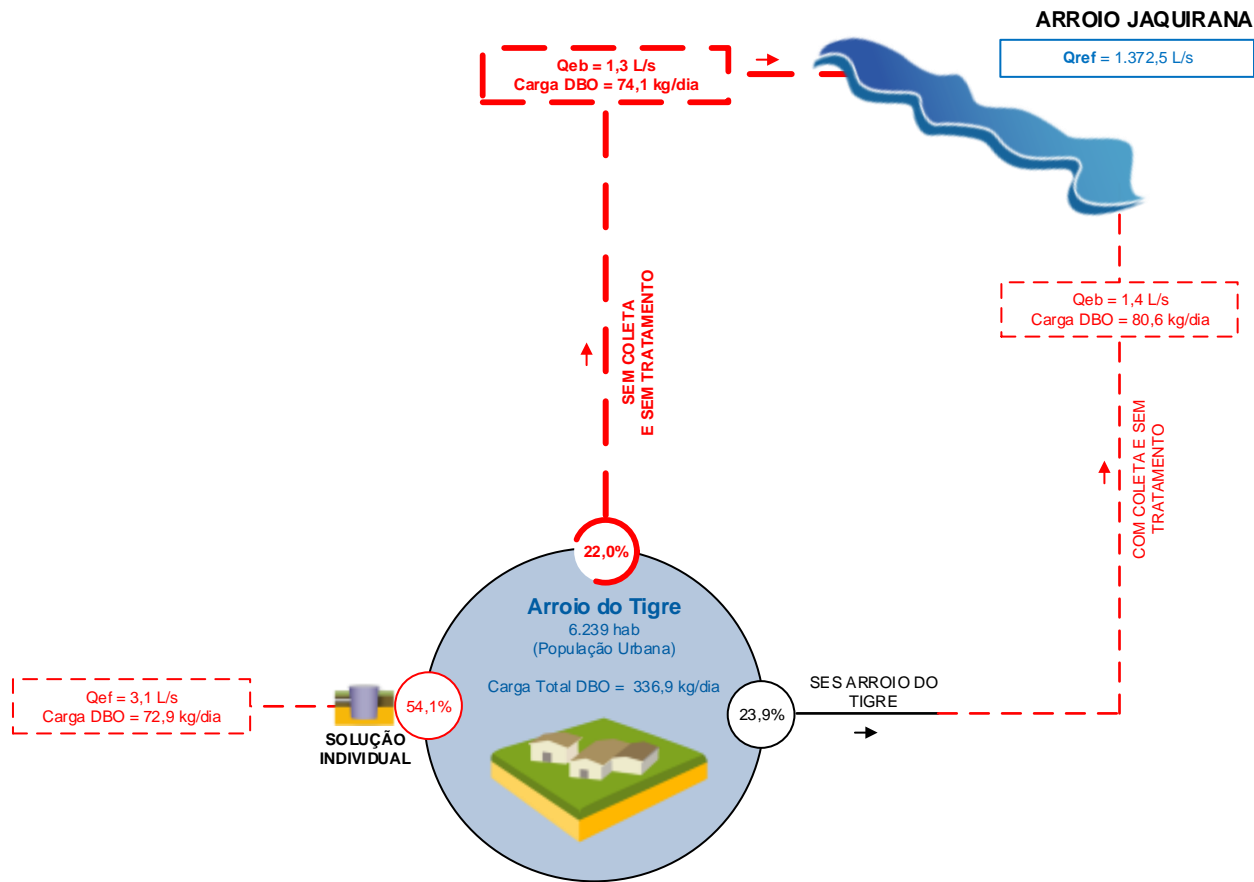 ARROIO JAQUIRANA
Qref = 1.372,5 L/s
Qeb = 1,3 L/s
Carga DBO = 74,1 kg/dia
SEM COLETA
E SEM TRATAMENTO
Qeb = 1,4 L/s
Carga DBO = 80,6 kg/dia
COM COLETA E SEM
TRATAMENTO
22,0%
Arroio do Tigre
6.239 hab
(População Urbana)
Carga Total DBO = 336,9 kg/dia
Qef = 3,1 L/s
Carga DBO = 72,9 kg/dia
SOLUÇÃO
INDIVIDUAL
54,1%
23,9%
SES ARROIO DO
TIGRE